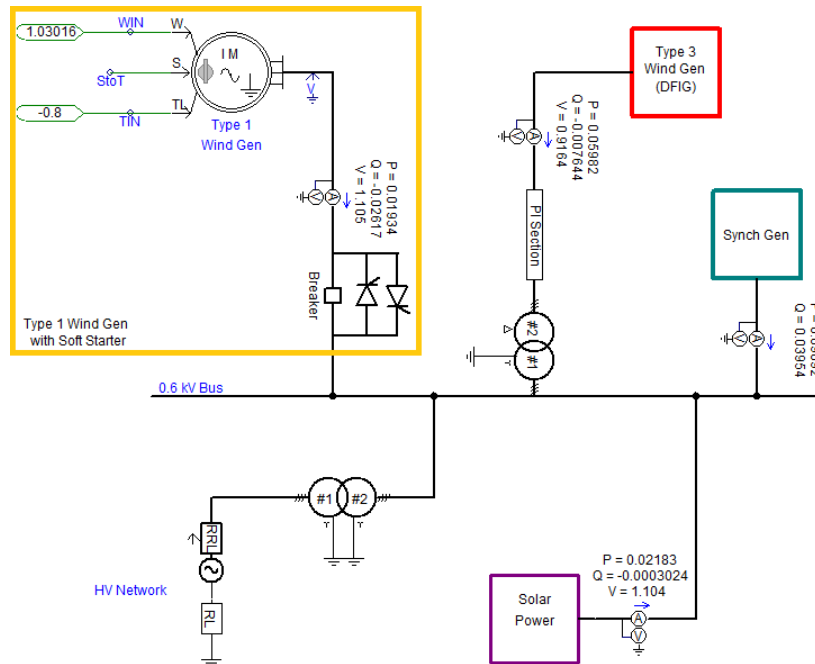 1.03016
WIN
W
I M
S
StoT
-0.8
TIN
TL
Type 1
Wind Gen
V
P = 0.01934
Q = -0.02617
V = 1.105
V
A
Breaker
Type 1 Wind Gen
with Soft Starter
Type 3
Wind Gen
(DFIG)
P = 0.05982
Q = -0.007644
V = 0.9164
V
A
PI Section
#2
#1
Synch Gen
V
A
Q = 0.03954
0.6 kV Bus
#1
#2
RRL
HV Network
RL
P = 0.02183
Q = -0.0003024
V = 1.104
Solar
Power
A
V